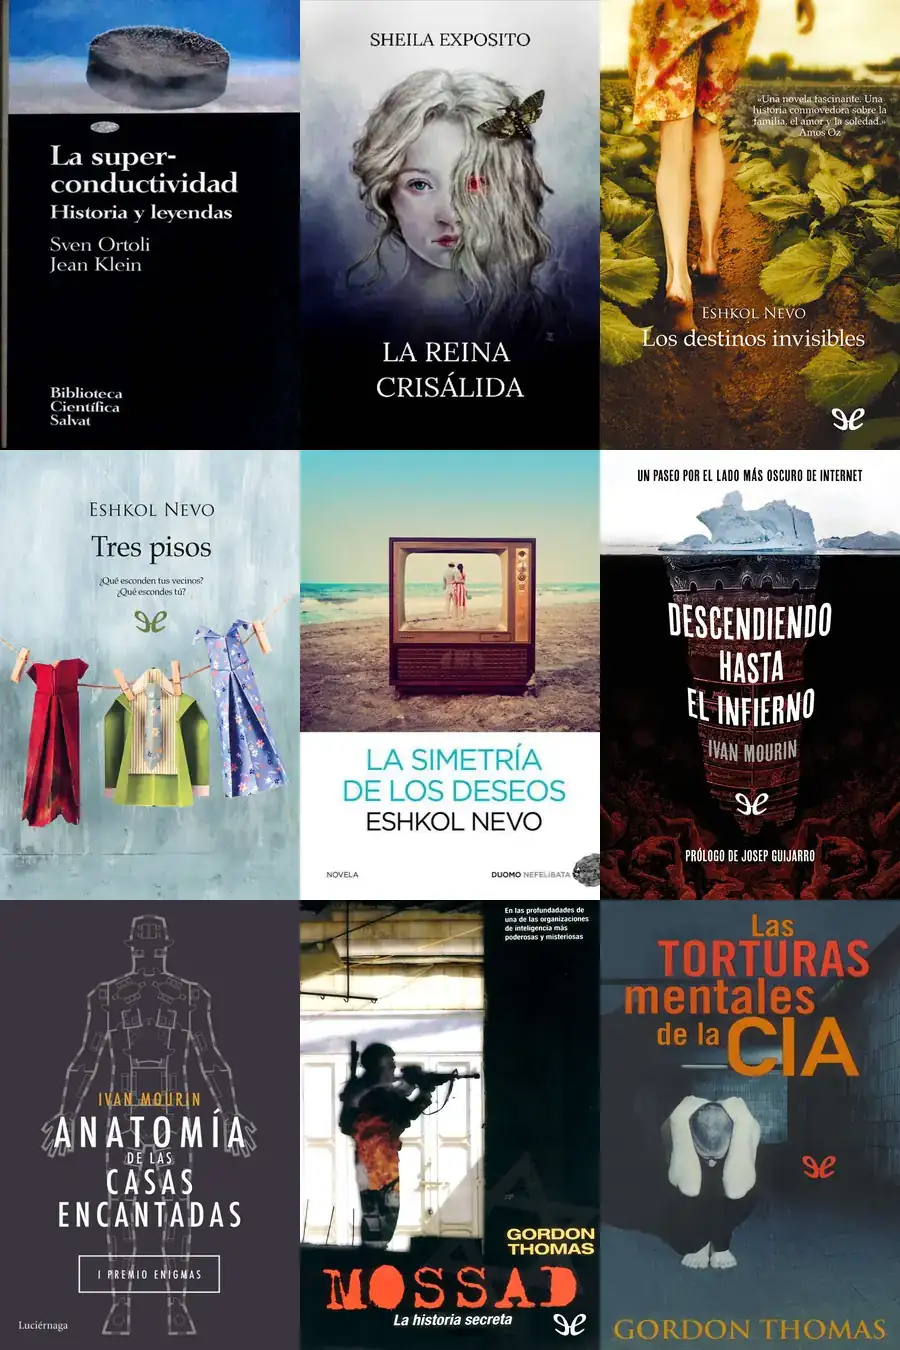 La super-
conductividad
Historia y leyendas
Sven Ortoli
Jean Klein
Biblioteca
Científica
Salvat
SHEILA EXPOSITO
LA REINA
CRISÁLIDA
«Una novela fascinante. Una
historia conmovedora sobre la
familia, el amor y la soledad.»
Amos Oz
ESHKOL NEVO
Los destinos invisibles
ESHKOL NEVO
Tres pisos
¿Qué esconden tus vecinos?
¿Qué escondes tú?
LA SIMETRÍA
DE LOS DESEOS
ESHKOL NEVO
NOVELA
DUOMO NEFELIBATA
UN PASEO POR EL LADO MÁS OSCURO DE INTERNET
DESCENDIENDO
HASTA
EL INFIERNO
IVAN MOURIN
PRÓLOGO DE JOSEP GUIJARRO
IVAN MOURIN
ANATOMÍA
DE LAS
CASAS
ENCANTADAS
I PREMIO ENIGMAS
Luciérnaga
En las profundadades de
una de las organizaciones
de inteligencia más
poderosas y misteriosas
GORDON
THOMAS
MOSSAD
La historia secreta
Las
TORTURAS
mentales
de la CIA
GORDON THOMAS